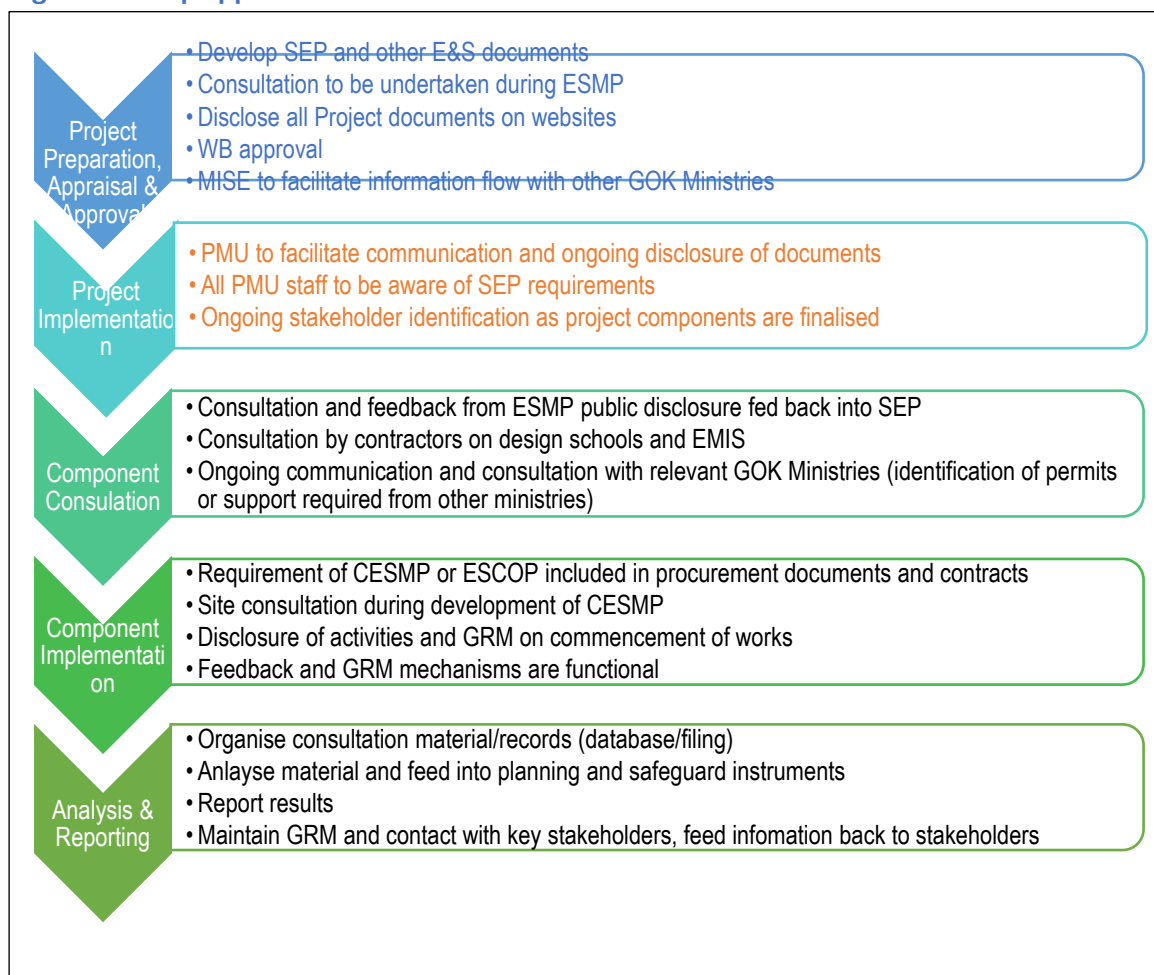 Project
Preparation,
Appraisal &
Approval
• Develop SEP and other E&S documents
• Consultation to be undertaken during ESMP
• Disclose all Project documents on websites
• WB approval
• MISE to facilitate information flow with other GOK Ministries
Project
Implementatio
n
• PMU to facilitate communication and ongoing disclosure of documents
• All PMU staff to be aware of SEP requirements
• Ongoing stakeholder identification as project components are finalised
Component
Consulation
• Consultation and feedback from ESMP public disclosure fed back into SEP
• Consultation by contractors on design schools and EMIS
• Ongoing communication and consultation with relevant GOK Ministries (identification of permits
or support required from other ministries)
Component
Implementati
on
• Requirement of CESMP or ESCOP included in procurement documents and contracts
• Site consultation during development of CESMP
• Disclosure of activities and GRM on commencement of works
• Feedback and GRM mechanisms are functional
Analysis &
Reporting
• Organise consultation material/records (database/filing)
• Anlayse material and feed into planning and safeguard instruments
• Report results
• Maintain GRM and contact with key stakeholders, feed infomation back to stakeholders